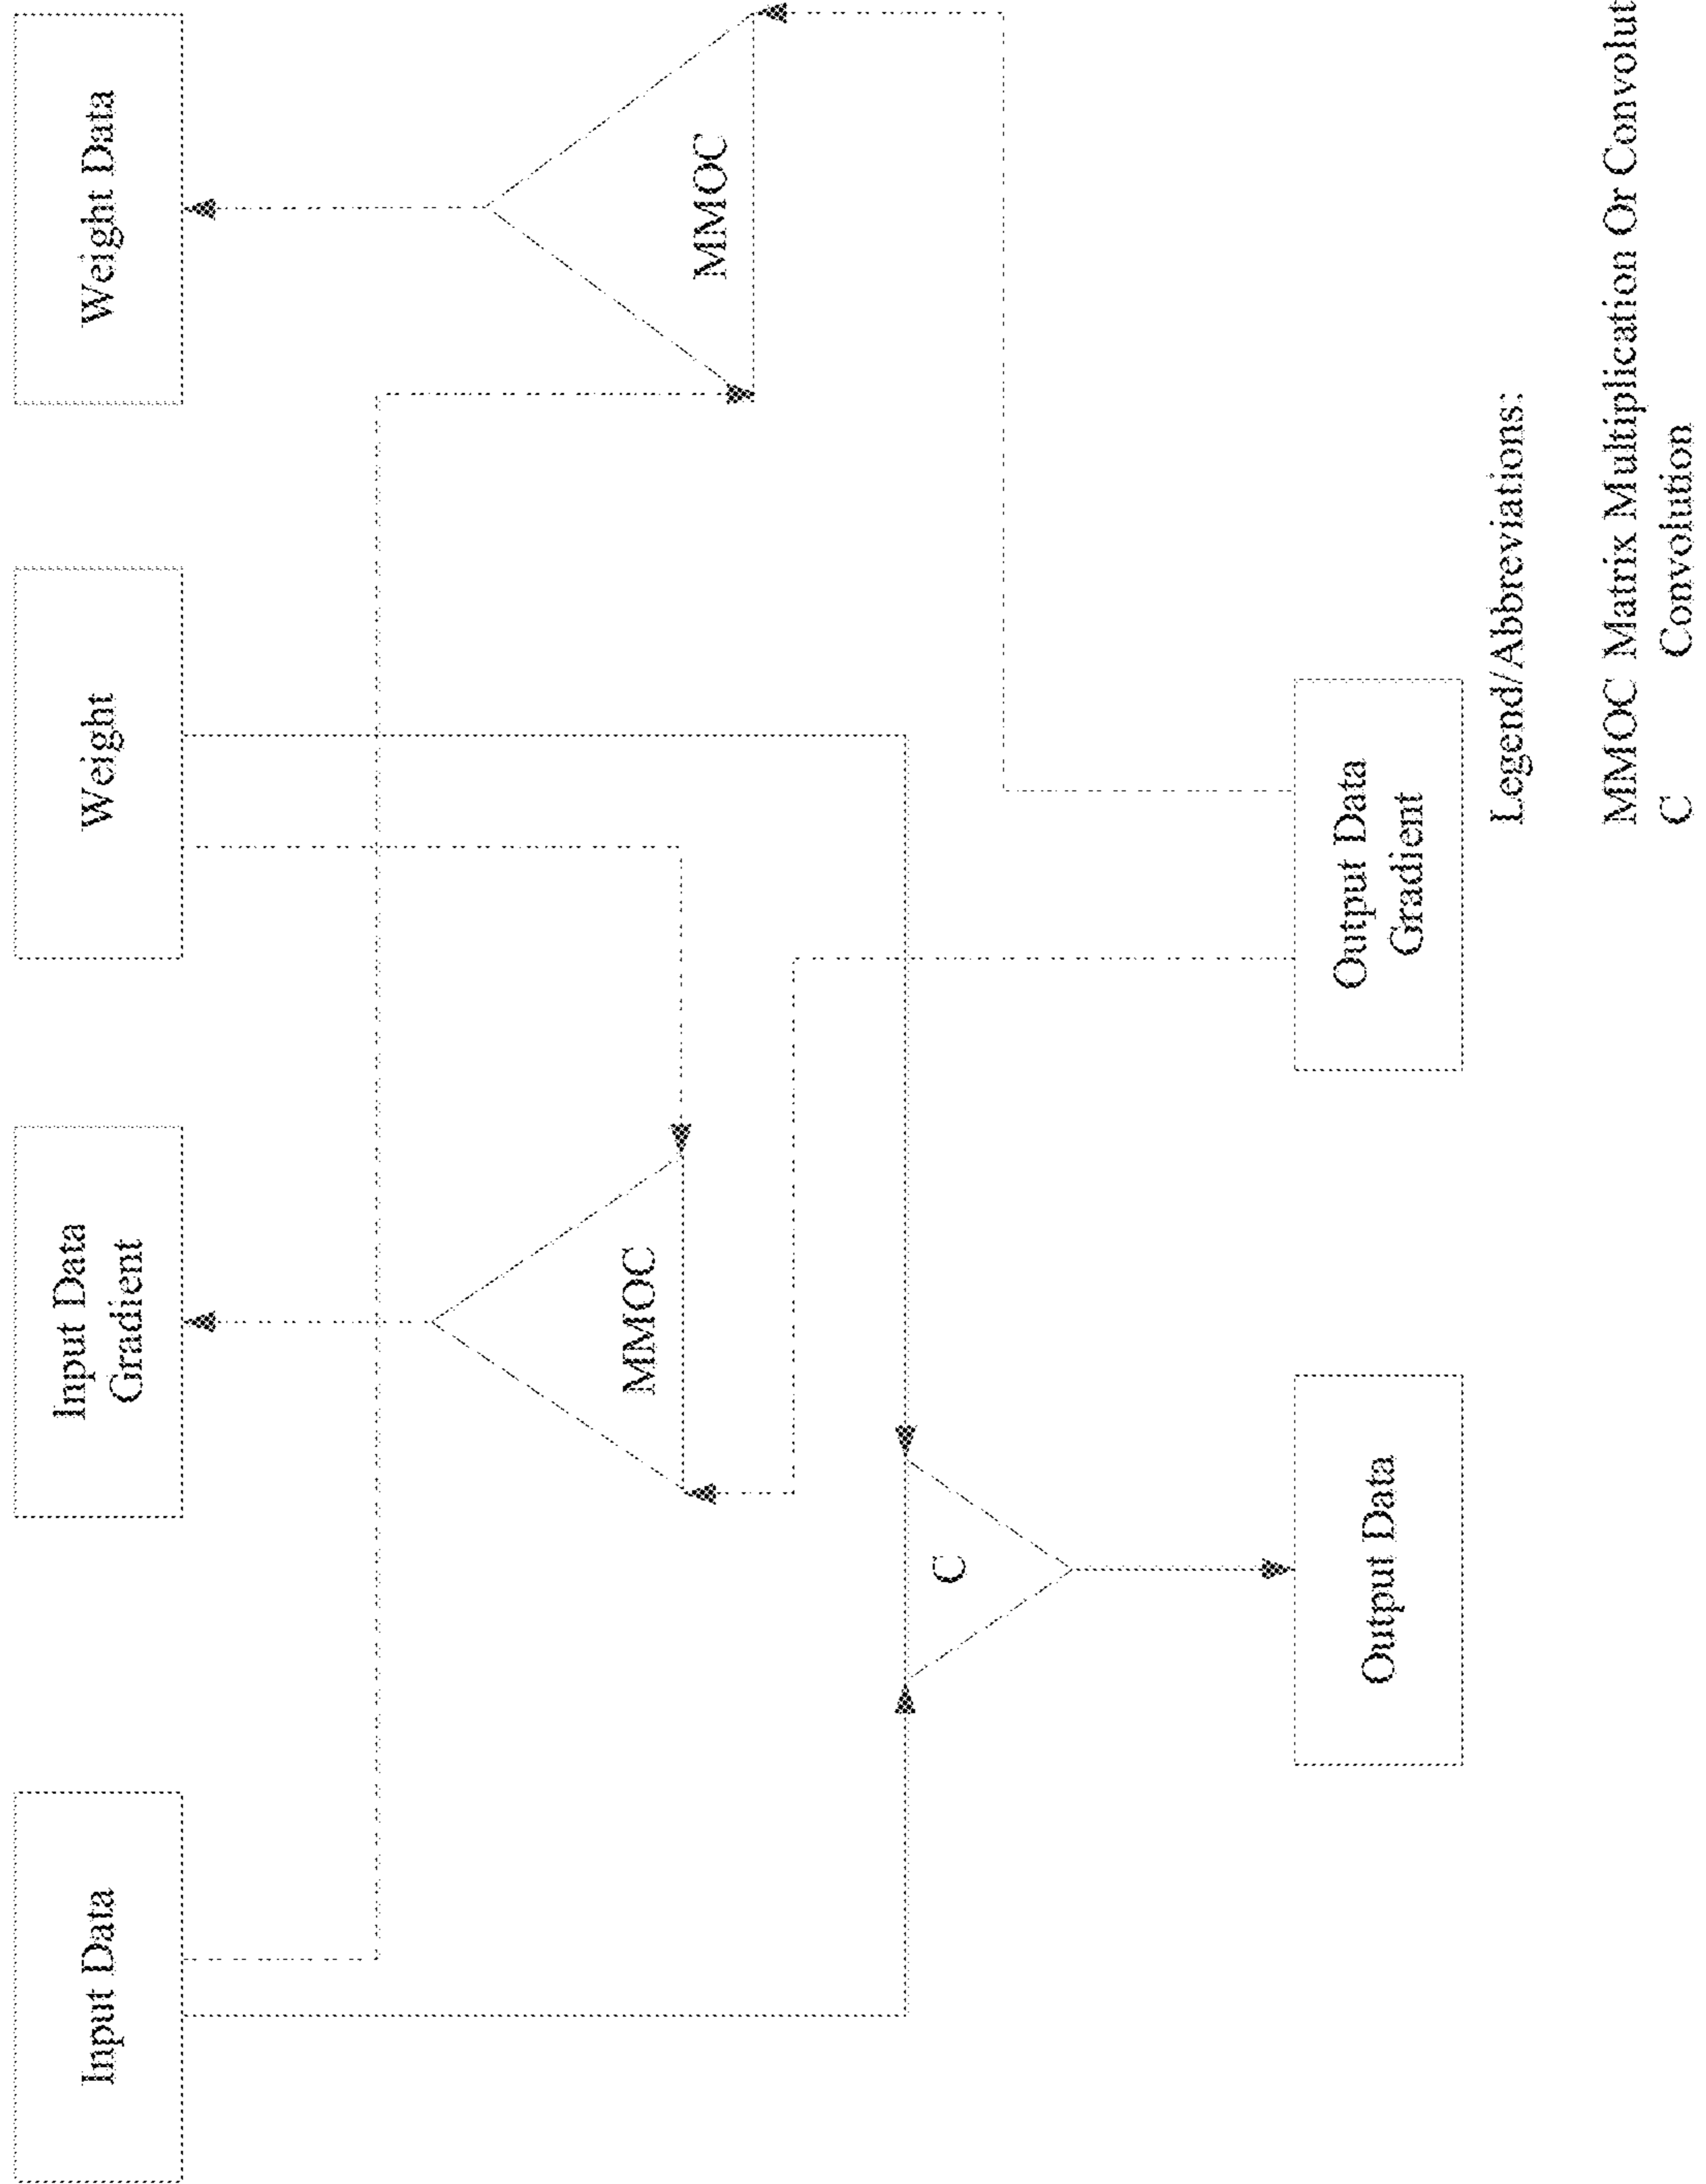 Input Data
Input Data
Gradient
Weight
Weight Data
MMOC
MMOC
C
Output Data
Output Data
Gradient
Legend/Abbreviations:
MMOC Matrix Multiplication Or Convolut
C Convolution